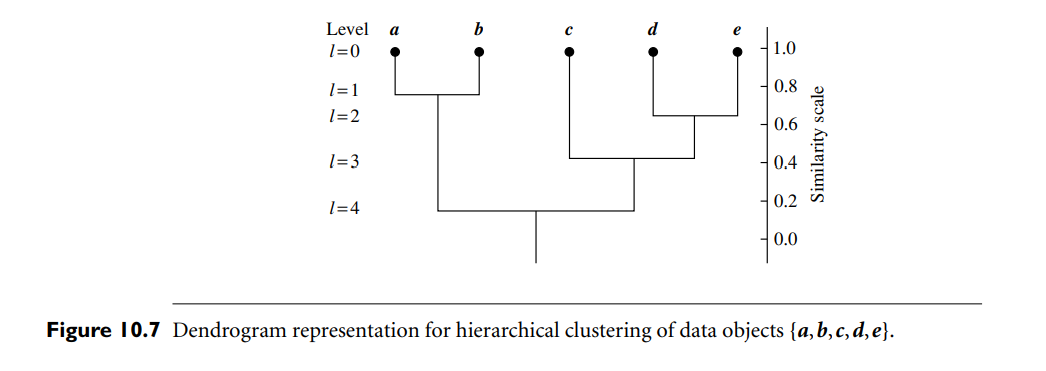 Level a b c d e
l=0 1.0
l=1 0.8
l=2 0.6
l=3 0.4
l=4 0.2
0.0
Similarity scale
Figure 10.7 Dendrogram representation for hierarchical clustering of data objects {a,b,c,d,e}.